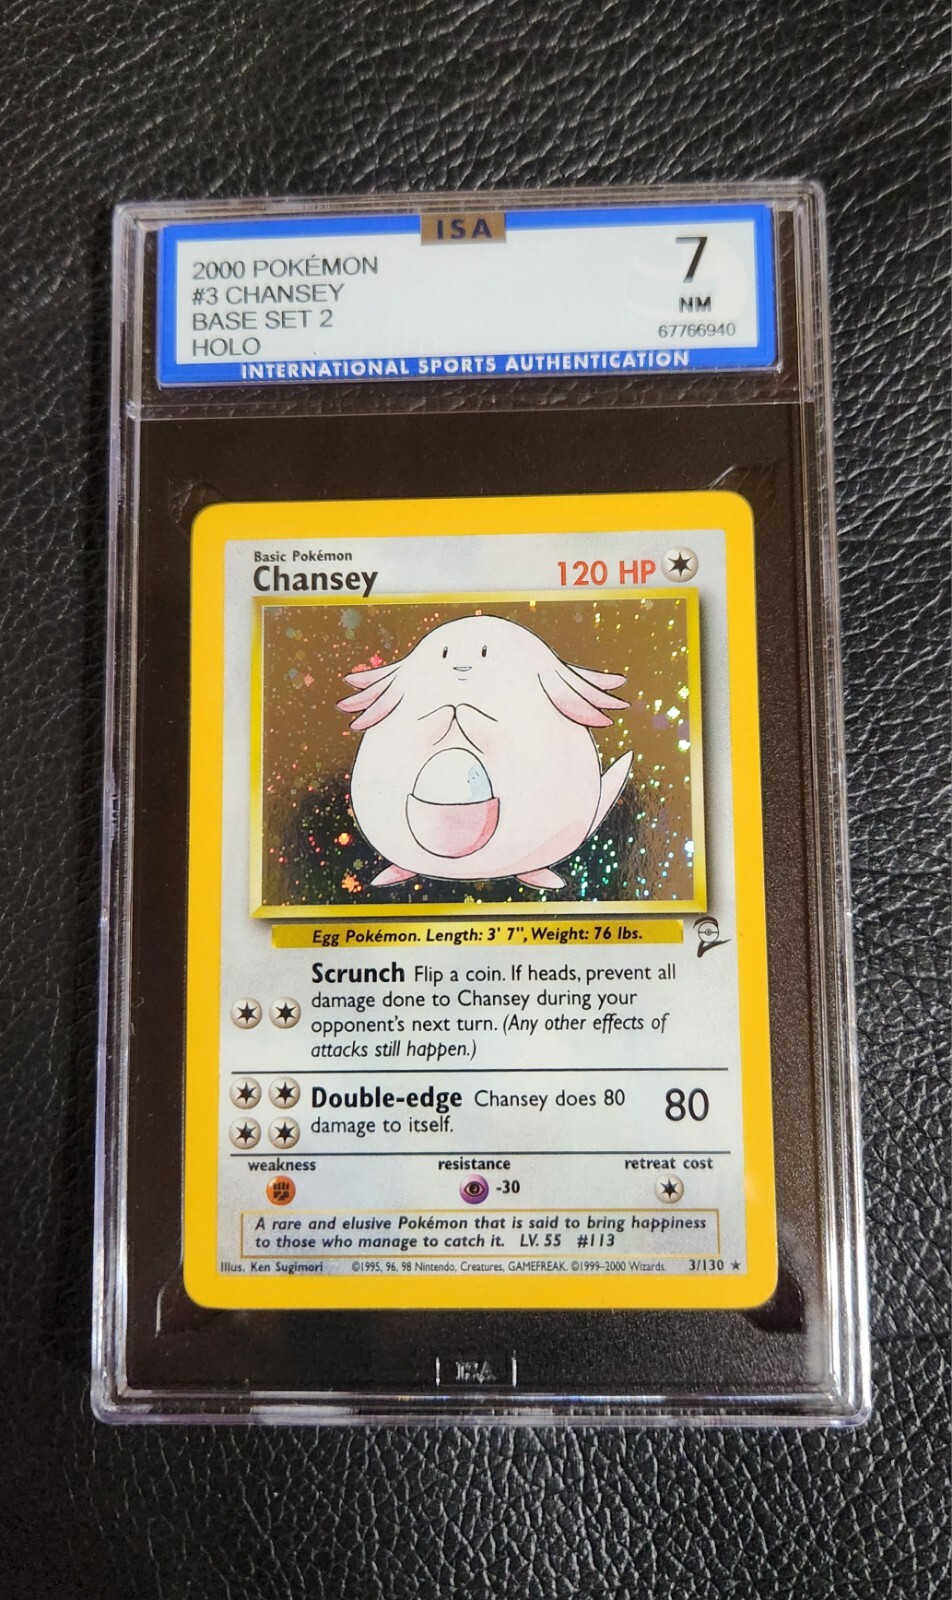 ISA
2000 POKÉMON
#3 CHANSEY
BASE SET 2
HOLO
7
NM
67766940
INTERNATIONAL SPORTS AUTHENTICATION
Basic Pokémon
Chansey
120 HP
Egg Pokémon. Length: 3' 7", Weight: 76 lbs.
Scrunch Flip a coin. If heads, prevent all
damage done to Chansey during your
opponent's next turn. (Any other effects of
attacks still happen.)
Double-edge Chansey does 80
damage to itself.
80
weakness
resistance
-30
retreat cost
A rare and elusive Pokémon that is said to bring happiness
to those who manage to catch it. LV. 55 #113
Illus. Ken Sugimori ©1995, 96, 98 Nintendo, Creatures, GAMEFREAK. ©1999-2000 Wizards. 3/130 ★
ISA